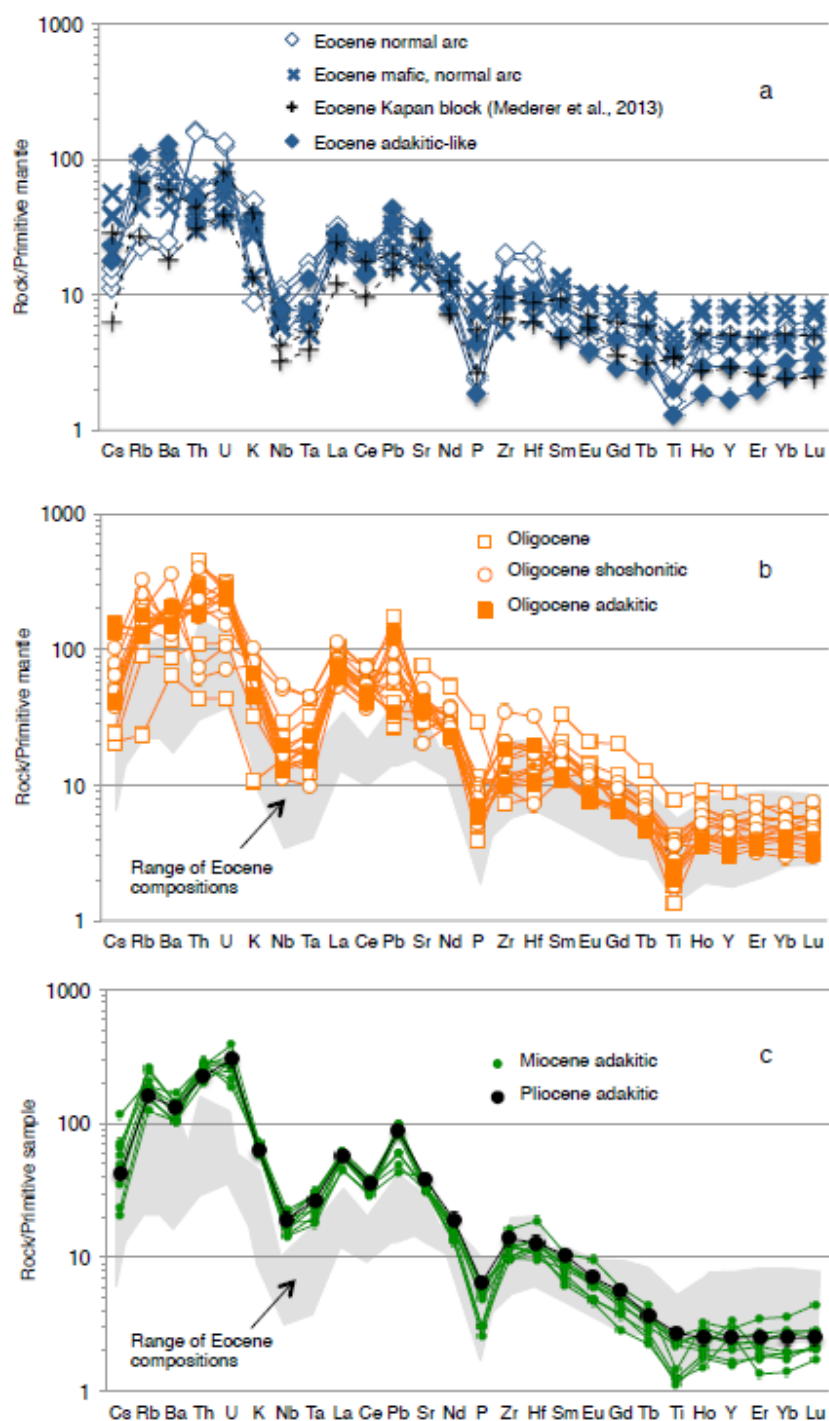 1000
100
10
1
Rock/Primitive mantle
Eocene normal arc
Eocene mafic, normal arc
Eocene Kapan block (Mederer et al., 2013)
Eocene adakitic-like
a
Cs Rb Ba Th U K Nb Ta La Ce Pb Sr Nd P Zr Hf Sm Eu Gd Tb Ti Ho Y Er Yb Lu
1000
100
10
1
Rock/Primitive mantle
Oligocene
Oligocene shoshonitic
Oligocene adakitic
b
Range of Eocene
compositions
Cs Rb Ba Th U K Nb Ta La Ce Pb Sr Nd P Zr Hf Sm Eu Gd Tb Ti Ho Y Er Yb Lu
1000
100
10
1
Rock/Primitive sample
Miocene adakitic
Pliocene adakitic
c
Range of Eocene
compositions
Cs Rb Ba Th U K Nb Ta La Ce Pb Sr Nd P Zr Hf Sm Eu Gd Tb Ti Ho Y Er Yb Lu